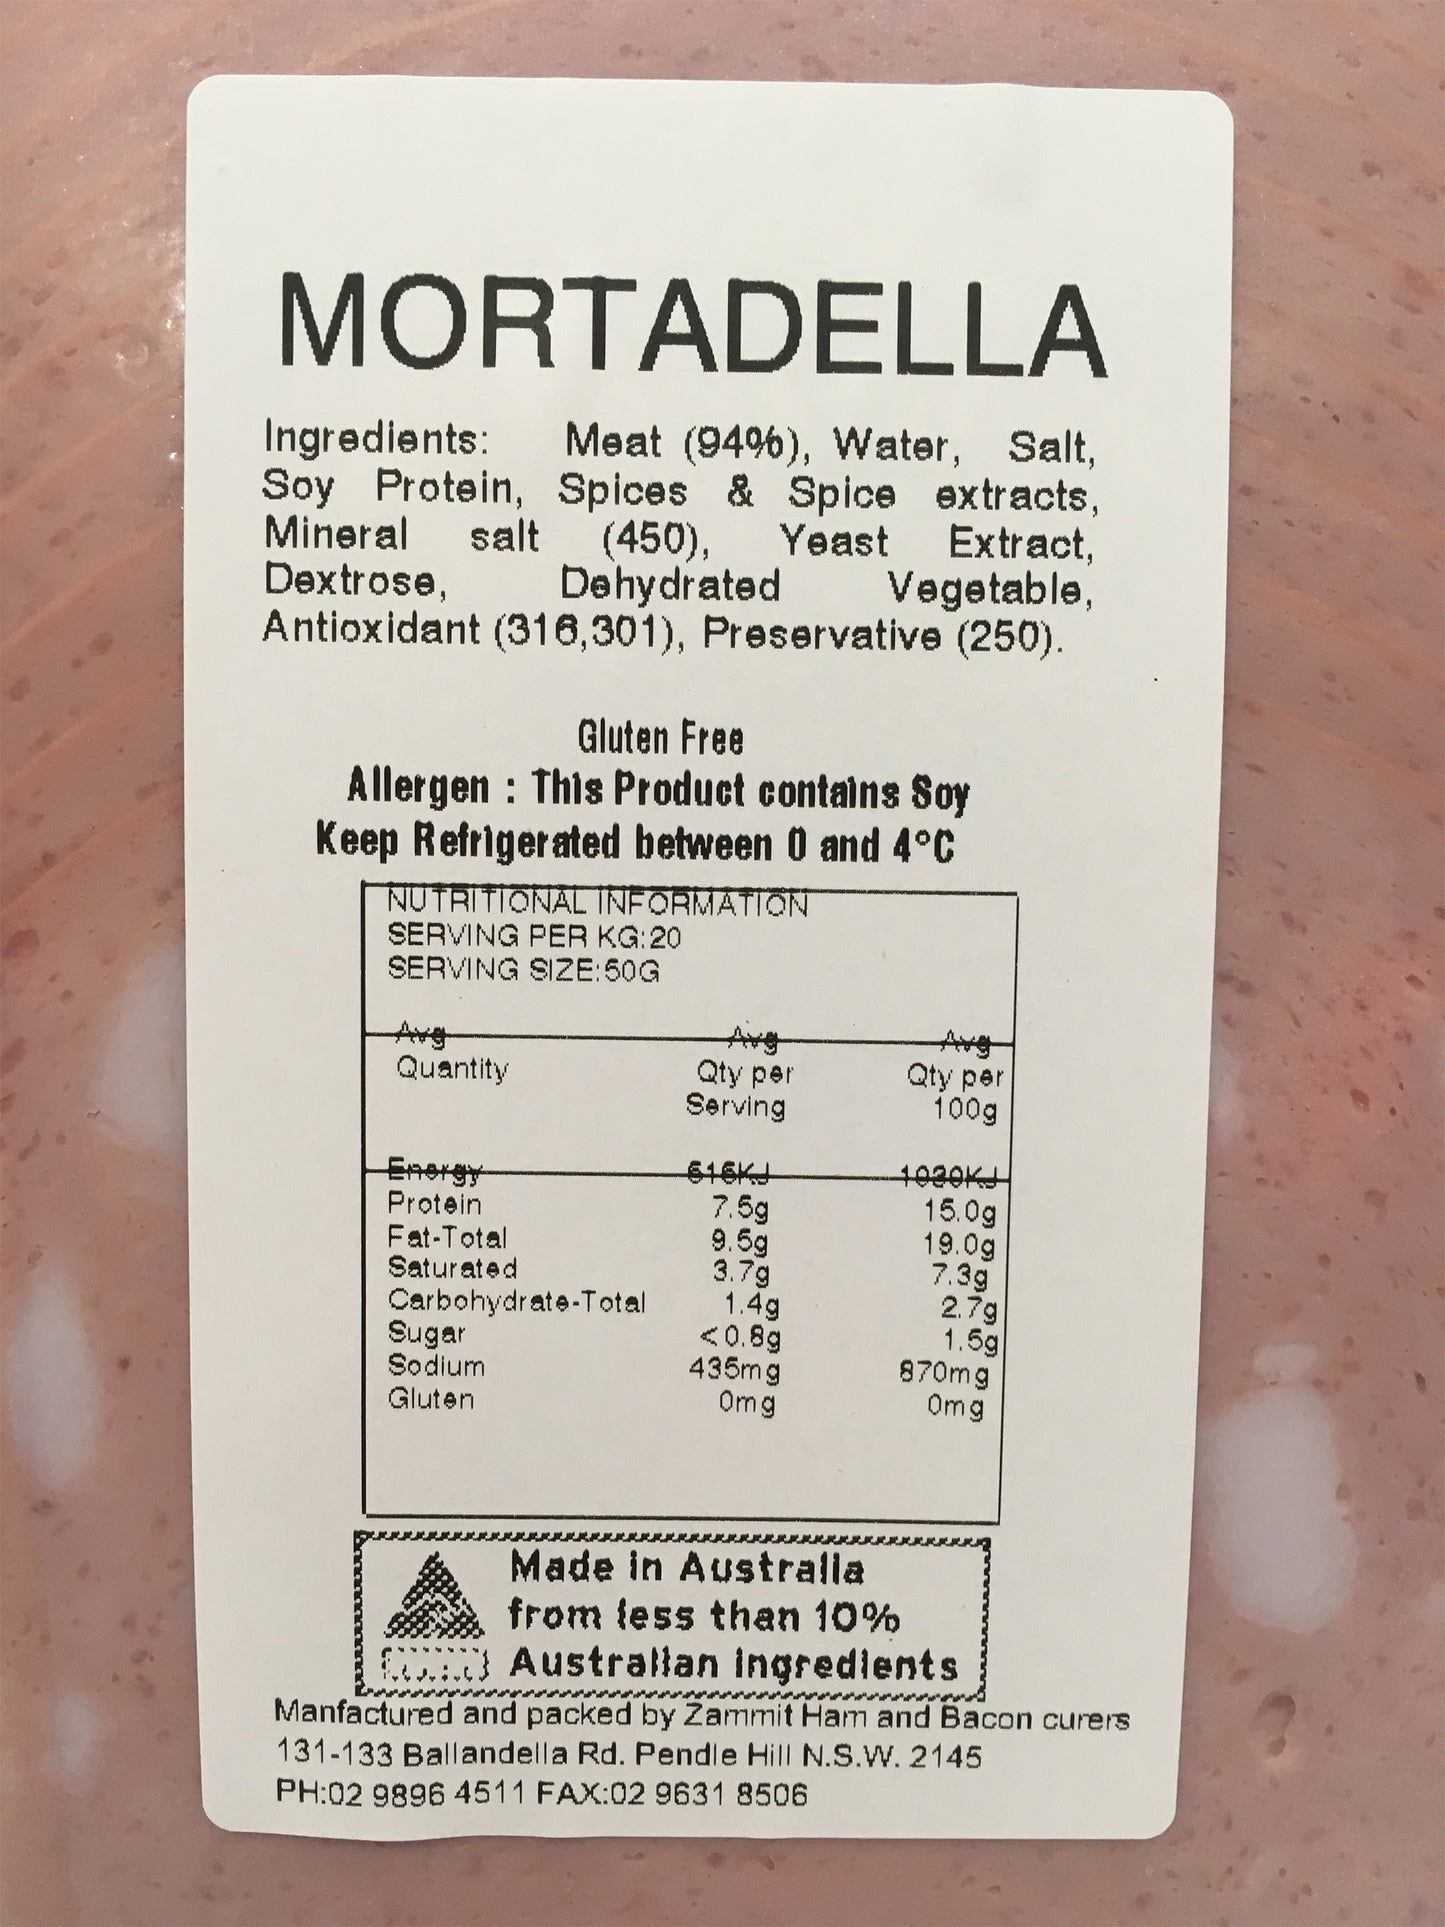 MORTADELLA
Ingredients: Meat (94%), Water, Salt,
Soy Protein, Spices & Spice extracts,
Mineral salt (450), Yeast Extract,
Dextrose, Dehydrated Vegetable,
Antioxidant (316,301), Preservative (250).
Gluten Free
Allergen : This Product contains Soy
Keep Refrigerated between 0 and 4°C
NUTRITIONAL INFORMATION
SERVING PER KG:20
SERVING SIZE:50G
Avg Avg Avg
Quantity Qty per Qty per
Serving 100g
Energy 515KJ 1030KJ
Protein 7.5g 15.0g
Fat-Total 9.5g 19.0g
Saturated 3.7g 7.3g
Carbohydrate-Total 1.4g 2.7g
Sugar <0.8g 1.5g
Sodium 435mg 870mg
Gluten 0mg 0mg
Made in Australia
from less than 10%
Australian ingredients
Manfactured and packed by Zammit Ham and Bacon curers
131-133 Ballandella Rd. Pendle Hill N.S.W. 2145
PH:02 9896 4511 FAX:02 9631 8506